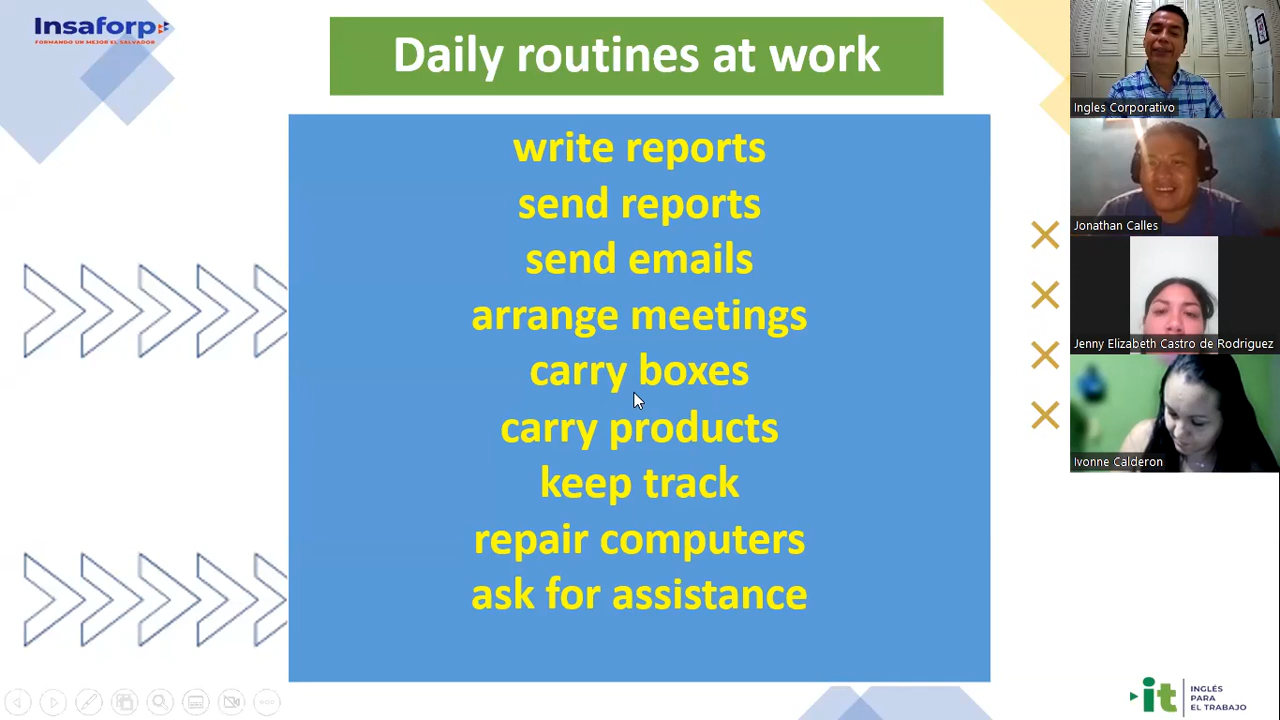 Insaforp
FORMANDO UN MEJOR EL SALVADOR
Daily routines at work
write reports
send reports
send emails
arrange meetings
carry boxes
carry products
keep track
repair computers
ask for assistance
Ingles Corporativo
Jonathan Calles
Jenny Elizabeth Castro de Rodriguez
Ivonne Calderon
it
INGLÉS
PARA
EL TRABAJO